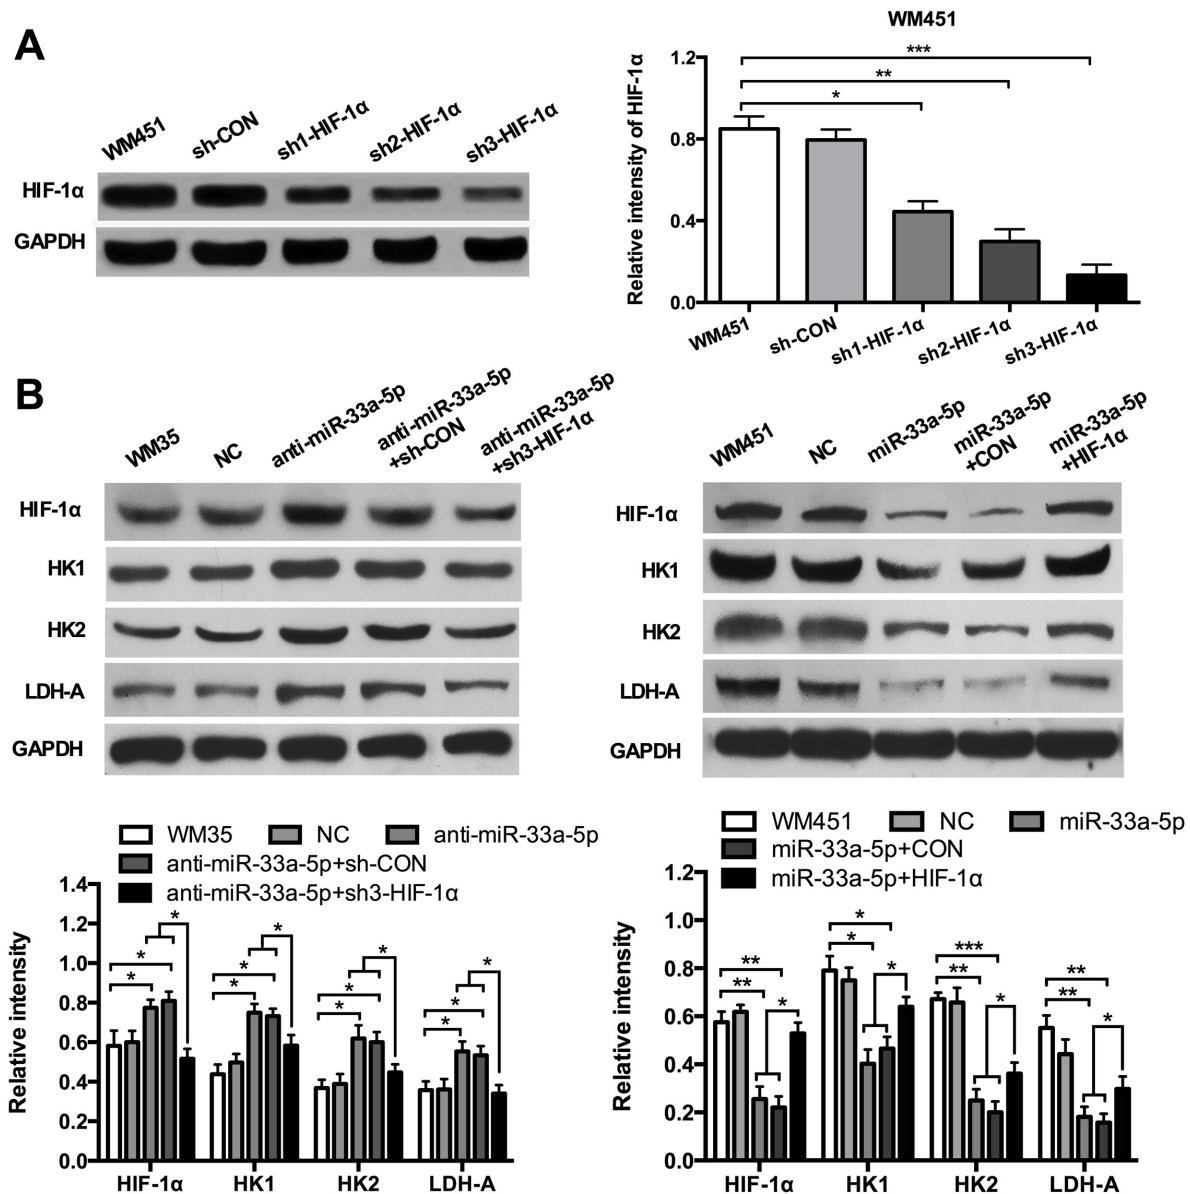 A
WM451
sh-CON
sh1-HIF-1α
sh2-HIF-1α
sh3-HIF-1α
HIF-1α
GAPDH
WM451
Relative intensity of HIF-1α
1.2
0.8
0.4
0.0
***
**
*
WM451
sh-CON
sh1-HIF-1α
sh2-HIF-1α
sh3-HIF-1α
B
WM35
NC
anti-miR-33a-5p
anti-miR-33a-5p
+sh-CON
anti-miR-33a-5p
+sh3-HIF-1α
HIF-1α
HK1
HK2
LDH-A
GAPDH
WM451
NC
miR-33a-5p
miR-33a-5p
+CON
miR-33a-5p
+HIF-1α
HIF-1α
HK1
HK2
LDH-A
GAPDH
WM35 NC anti-miR-33a-5p
anti-miR-33a-5p+sh-CON
anti-miR-33a-5p+sh3-HIF-1α
Relative intensity
1.4
1.2
1.0
0.8
0.6
0.4
0.2
0.0
* * *
* * *
* * *
* * *
HIF-1α HK1 HK2 LDH-A
WM451 NC miR-33a-5p
miR-33a-5p+CON
miR-33a-5p+HIF-1α
Relative intensity
1.2
1.0
0.8
0.6
0.4
0.2
0.0
** ** *
* * *
*** ** *
** ** *
HIF-1α HK1 HK2 LDH-A